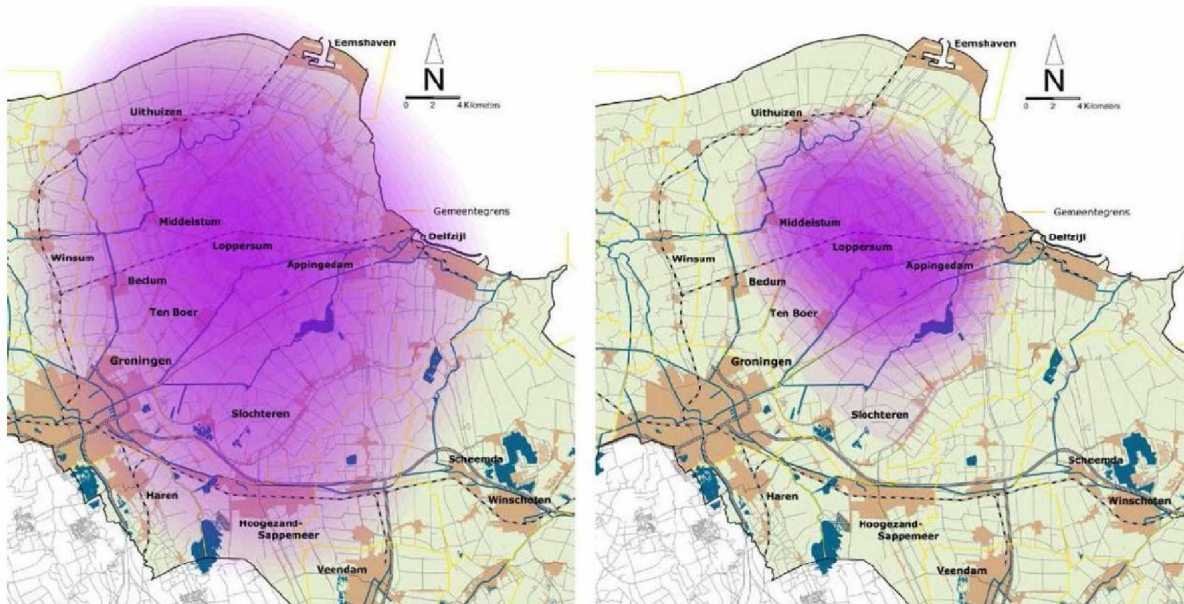 Eemshaven
N
0 2 4 Kilometers
Uithuizen
Middelstum
Gemeentegrens
Loppersum
Delfzijl
Winsum
Appingedam
Bedum
Ten Boer
Groningen
Slochteren
Scheemda
Haren
Winschoten
Hoogezand-
Sappemeer
Veendam
Eemshaven
N
0 2 4 Kilometers
Uithuizen
Middelstum
Gemeentegrens
Loppersum
Delfzijl
Winsum
Appingedam
Bedum
Ten Boer
Groningen
Slochteren
Scheemda
Haren
Winschoten
Hoogezand-
Sappemeer
Veendam